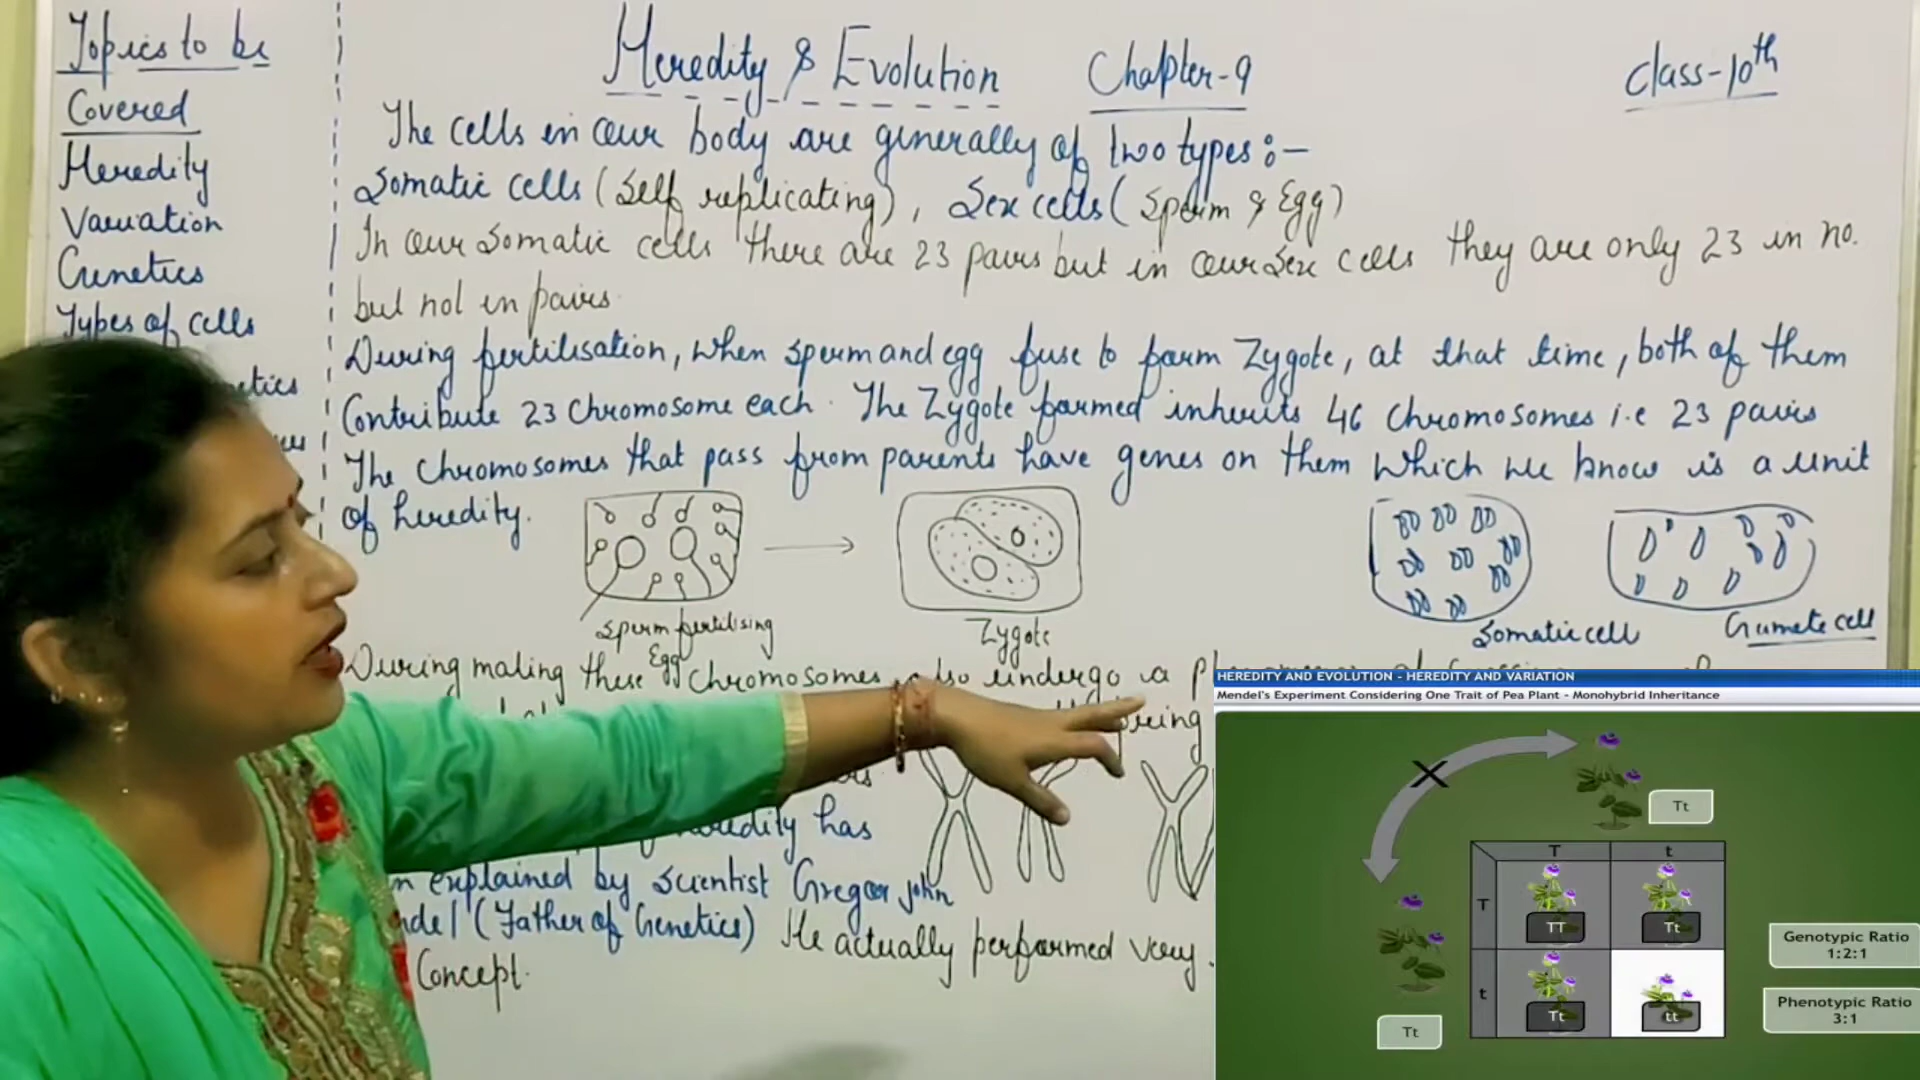 Topics to be
Covered
Heredity
Variation
Genetics
Types of cells
Heredity & Evolution Chapter-9 Class-10th
The cells in our body are generally of two types:-
Somatic cells (Self replicating), Sex cells (Sperm & Egg)
In our somatic cells there are 23 pairs but in our sex cells they are only 23 in no.
but not in pairs.
During fertilisation, when sperm and egg fuse to form Zygote, at that time, both of them
Contribute 23 Chromosome each. The Zygote formed inherits 46 Chromosomes i.e 23 pairs
The Chromosomes that pass from parents have genes on them which we know is a unit
of heredity.
Sperm fertilising
Egg
Zygote
Somatic cell
Gamete cell
During mating these Chromosomes also undergo a
has
explained by Scientist Gregor John
(Father of Genetics) He actually performed very
Concept.
HEREDITY AND EVOLUTION - HEREDITY AND VARIATION
Mendel's Experiment Considering One Trait of Pea Plant - Monohybrid Inheritance
Tt
T t
T TT Tt
t Tt tt
Tt
Genotypic Ratio
1:2:1
Phenotypic Ratio
3:1